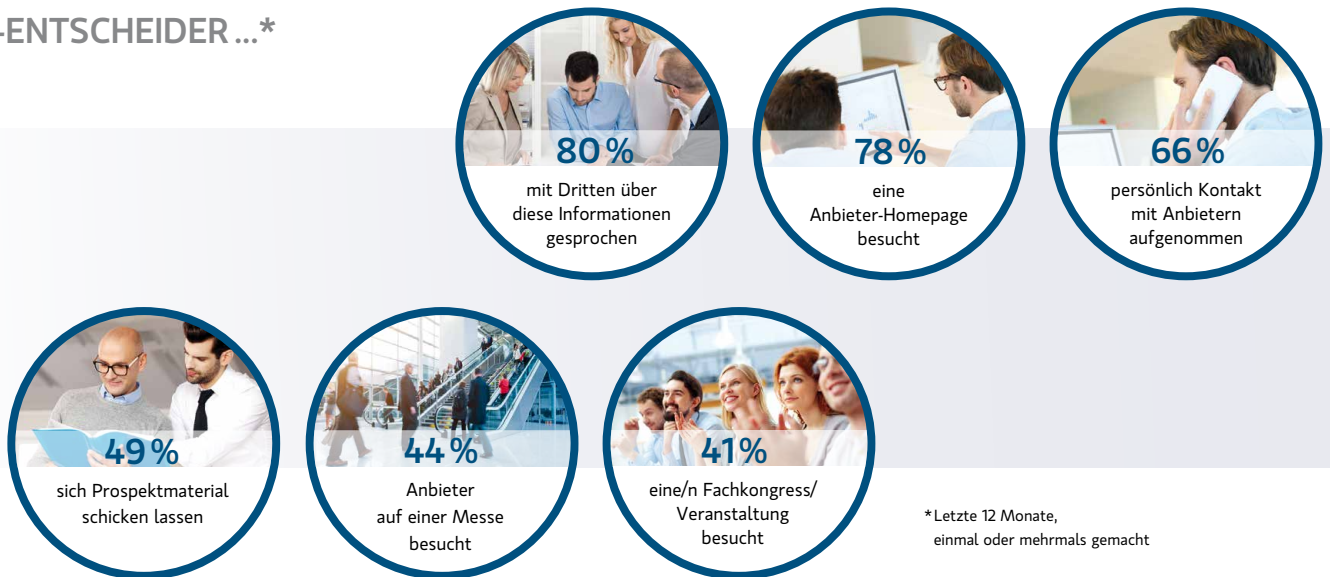 -ENTSCHEIDER ...*
80 %
mit Dritten über
diese Informationen
gesprochen
78 %
eine
Anbieter-Homepage
besucht
66 %
persönlich Kontakt
mit Anbietern
aufgenommen
49 %
sich Prospektmaterial
schicken lassen
44 %
Anbieter
auf einer Messe
besucht
41 %
eine/n Fachkongress/
Veranstaltung
besucht
* Letzte 12 Monate,
einmal oder mehrmals gemacht